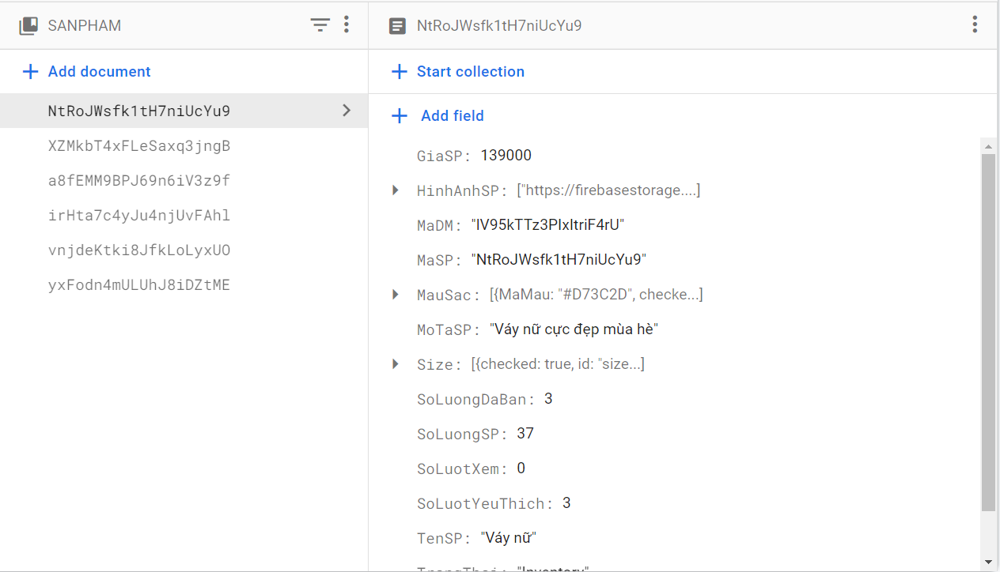 SANPHAM
NtRoJWsfk1tH7niUcYu9
Add document
Start collection
NtRoJWsfk1tH7niUcYu9
XZMkbT4xFLeSaxq3jngB
a8fEMM9BPJ69n6iV3z9f
irHta7c4yJu4njUvFAhl
vnjdeKtki8JfkLoLyxUO
yxFodn4mULUhJ8iDZtME
Add field
GiaSP: 139000
HinhAnhSP: ["https://firebasestorage....]
MaDM: "lV95kTTz3PIxItriF4rU"
MaSP: "NtRoJWsfk1tH7niUcYu9"
MauSac: [{MaMau: "#D73C2D", checke...]
MoTaSP: "Váy nữ cực đẹp mùa hè"
Size: [{checked: true, id: "size...]
SoLuongDaBan: 3
SoLuongSP: 37
SoLuotXem: 0
SoLuotYeuThich: 3
TenSP: "Váy nữ"
TrangThai: "Inventory"